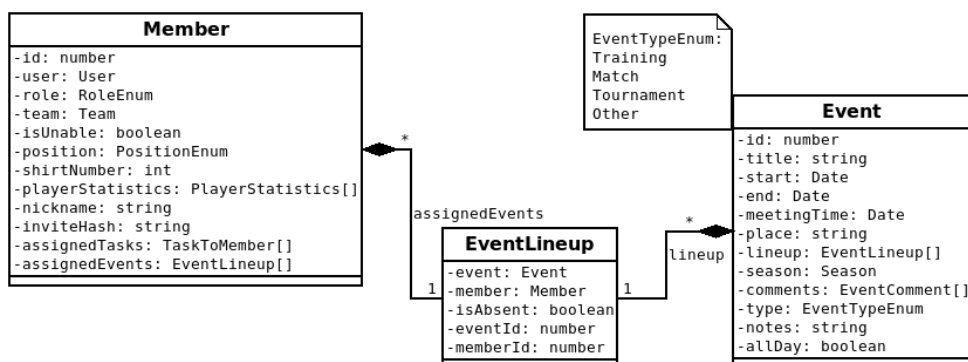 Member
-id: number
-user: User
-role: RoleEnum
-team: Team
-isUnable: boolean
-position: PositionEnum
-shirtNumber: int
-playerStatistics: PlayerStatistics[]
-nickname: string
-inviteHash: string
-assignedTasks: TaskToMember[]
-assignedEvents: EventLineup[]
*
assignedEvents
1
EventLineup
-event: Event
-member: Member
-isAbsent: boolean
-eventId: number
-memberId: number
1
*
lineup
EventTypeEnum:
Training
Match
Tournament
Other
Event
-id: number
-title: string
-start: Date
-end: Date
-meetingTime: Date
-place: string
-lineup: EventLineup[]
-season: Season
-comments: EventComment[]
-type: EventTypeEnum
-notes: string
-allDay: boolean